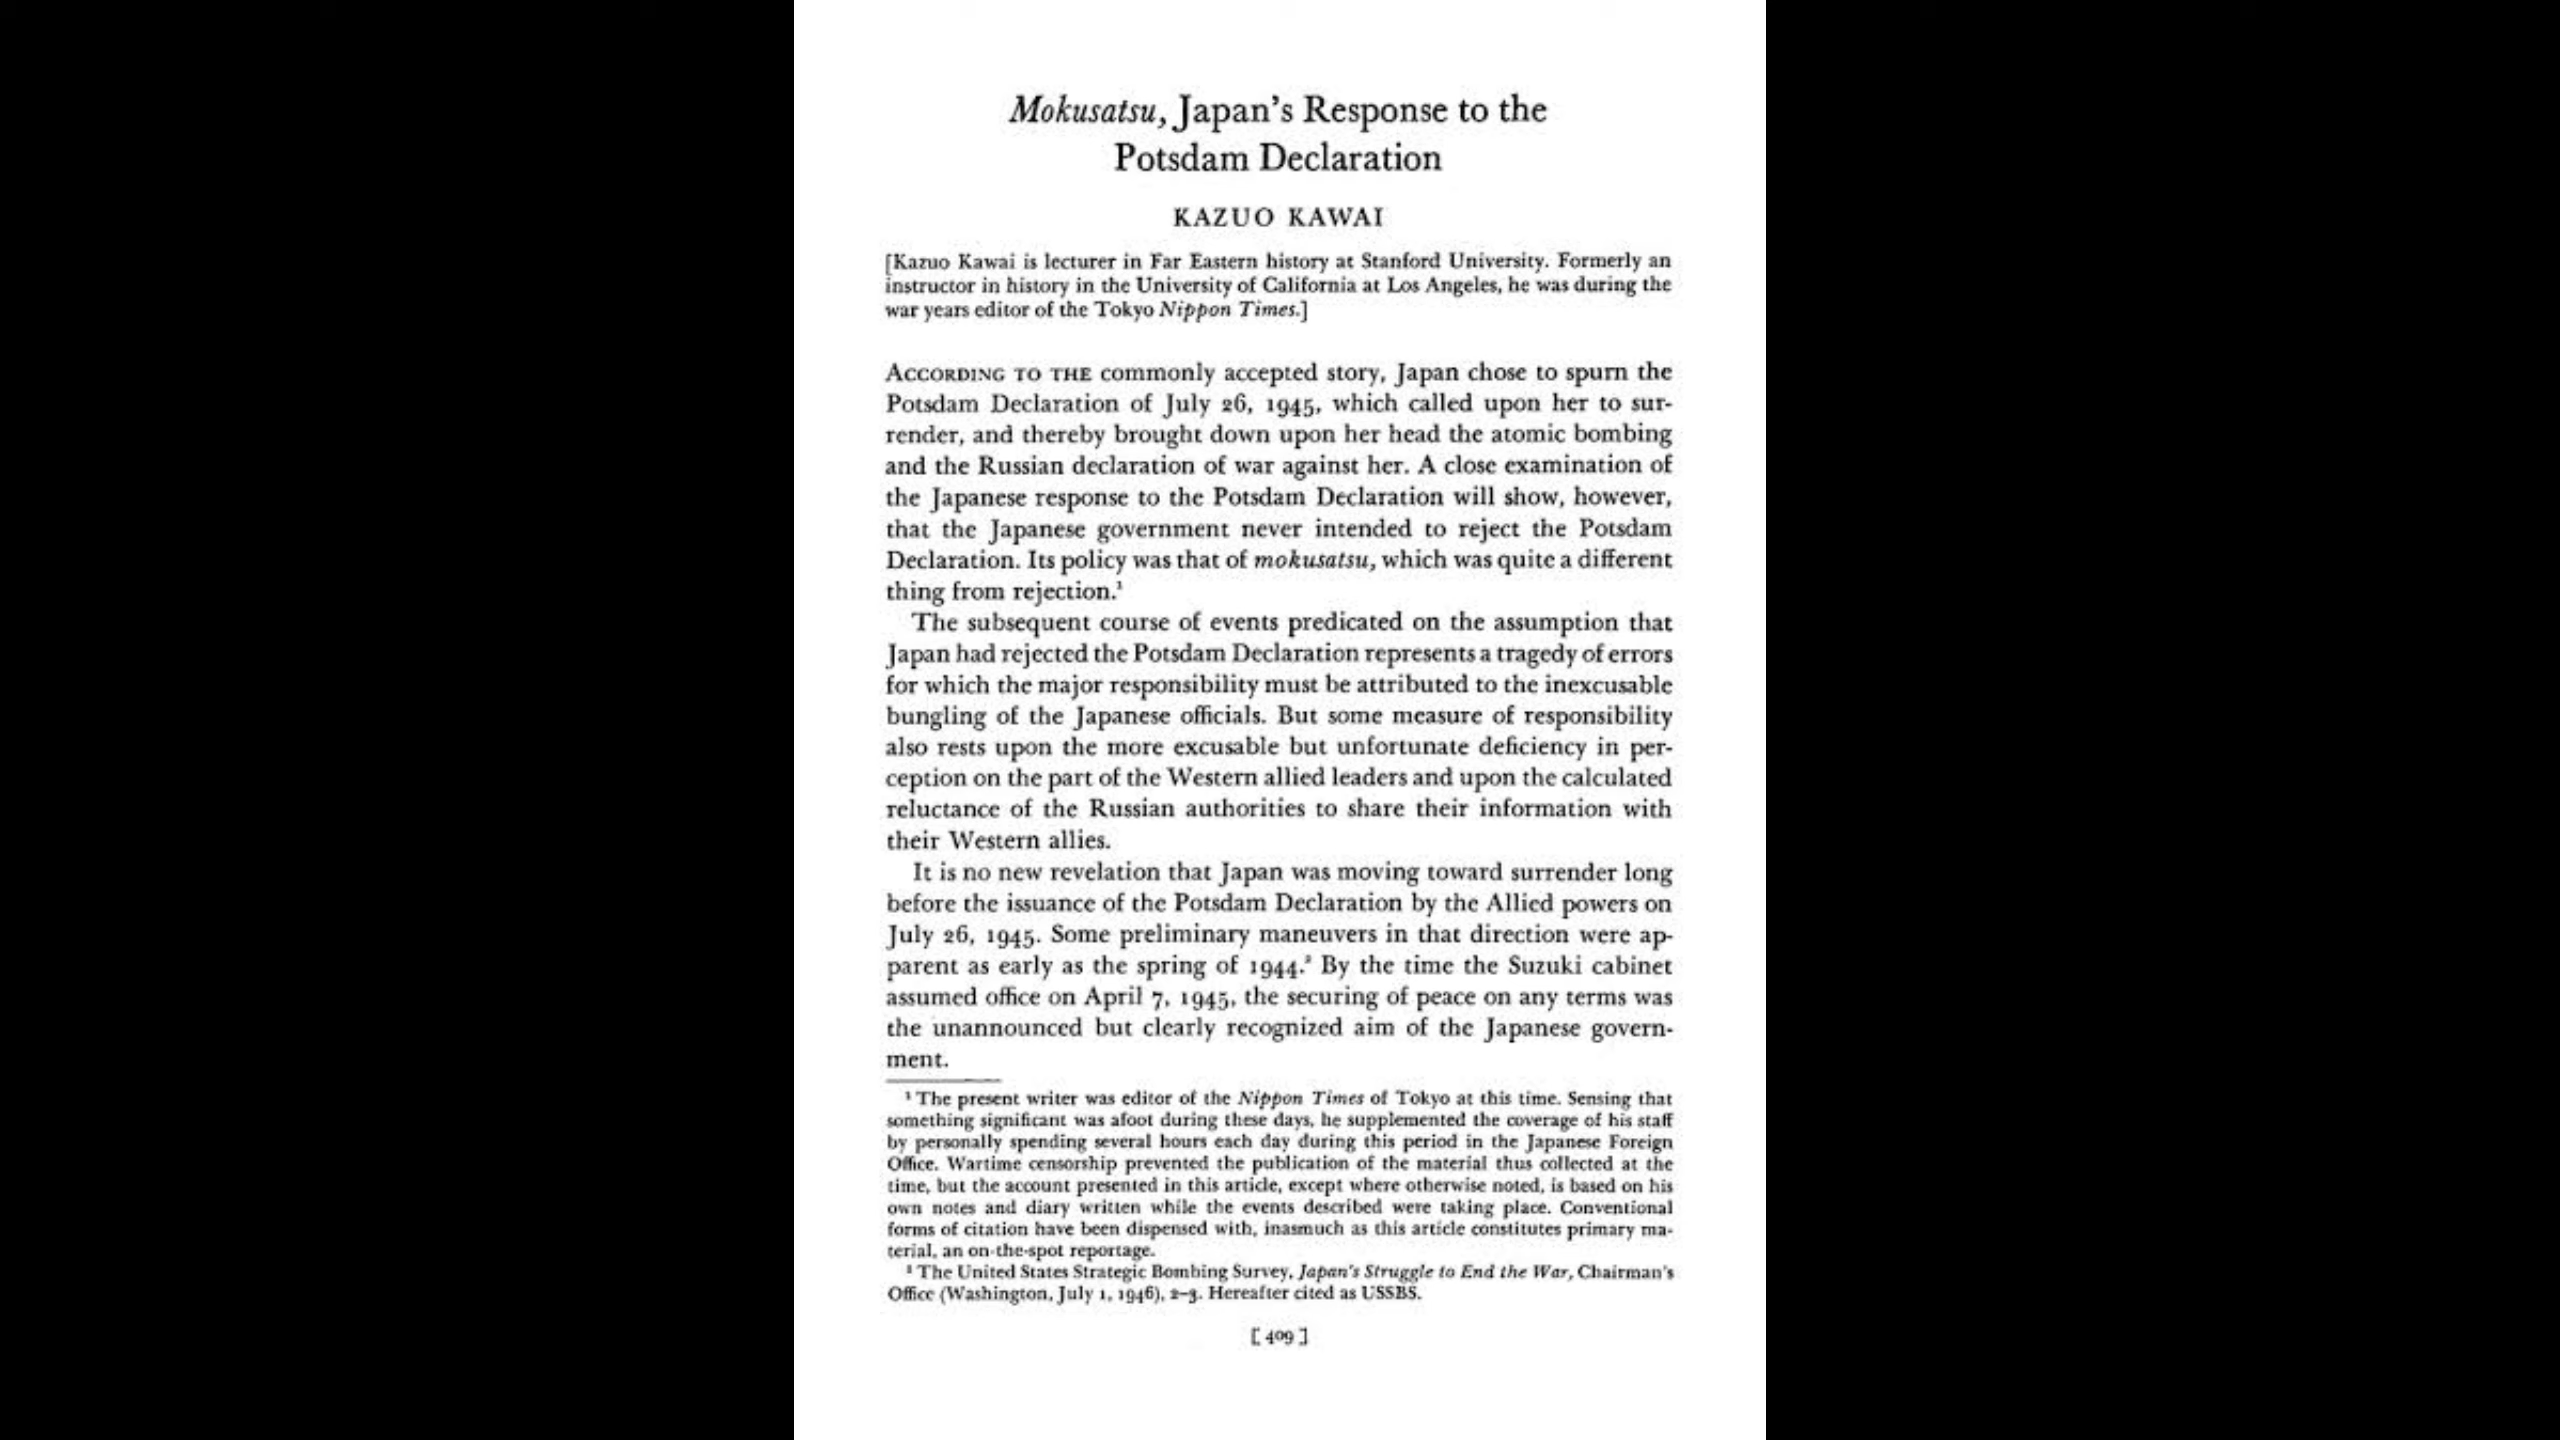 Mokusatsu, Japan's Response to the
Potsdam Declaration
KAZUO KAWAI
[Kazuo Kawai is lecturer in Far Eastern history at Stanford University. Formerly an
instructor in history in the University of California at Los Angeles, he was during the
war years editor of the Tokyo Nippon Times.]
ACCORDING TO THE commonly accepted story, Japan chose to spurn the
Potsdam Declaration of July 26, 1945, which called upon her to sur-
render, and thereby brought down upon her head the atomic bombing
and the Russian declaration of war against her. A close examination of
the Japanese response to the Potsdam Declaration will show, however,
that the Japanese government never intended to reject the Potsdam
Declaration. Its policy was that of mokusatsu, which was quite a different
thing from rejection.¹
The subsequent course of events predicated on the assumption that
Japan had rejected the Potsdam Declaration represents a tragedy of errors
for which the major responsibility must be attributed to the inexcusable
bungling of the Japanese officials. But some measure of responsibility
also rests upon the more excusable but unfortunate deficiency in per-
ception on the part of the Western allied leaders and upon the calculated
reluctance of the Russian authorities to share their information with
their Western allies.
It is no new revelation that Japan was moving toward surrender long
before the issuance of the Potsdam Declaration by the Allied powers on
July 26, 1945. Some preliminary maneuvers in that direction were ap-
parent as early as the spring of 1944.² By the time the Suzuki cabinet
assumed office on April 7, 1945, the securing of peace on any terms was
the unannounced but clearly recognized aim of the Japanese govern-
ment.
¹ The present writer was editor of the Nippon Times of Tokyo at this time. Sensing that
something significant was afoot during these days, he supplemented the coverage of his staff
by personally spending several hours each day during this period in the Japanese Foreign
Office. Wartime censorship prevented the publication of the material thus collected at the
time, but the account presented in this article, except where otherwise noted, is based on his
own notes and diary written while the events described were taking place. Conventional
forms of citation have been dispensed with, inasmuch as this article constitutes primary ma-
terial, an on-the-spot reportage.
² The United States Strategic Bombing Survey, Japan's Struggle to End the War, Chairman's
Office (Washington, July 1, 1946), 2–3. Hereafter cited as USSBS.
[ 409 ]